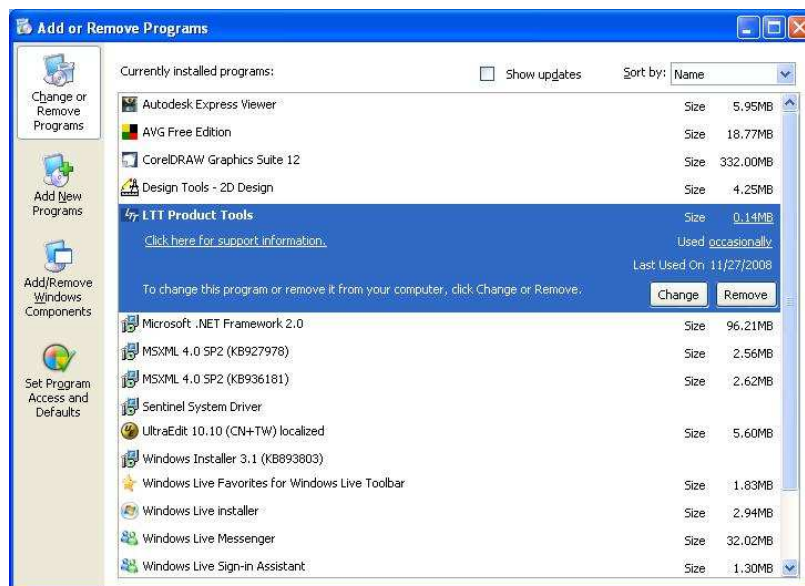 Add or Remove Programs
Change or
Remove
Programs
Add New
Programs
Add/Remove
Windows
Components
Set Program
Access and
Defaults
Currently installed programs:
Show updates
Sort by: Name
Autodesk Express Viewer Size 5.95MB
AVG Free Edition Size 18.77MB
CorelDRAW Graphics Suite 12 Size 332.00MB
Design Tools - 2D Design Size 4.25MB
LTT Product Tools Size 0.14MB
Click here for support information. Used occasionally
Last Used On 11/27/2008
To change this program or remove it from your computer, click Change or Remove. Change Remove
Microsoft .NET Framework 2.0 Size 96.21MB
MSXML 4.0 SP2 (KB927978) Size 2.56MB
MSXML 4.0 SP2 (KB936181) Size 2.62MB
Sentinel System Driver
UltraEdit 10.10 (CN+TW) localized Size 5.60MB
Windows Installer 3.1 (KB893803)
Windows Live Favorites for Windows Live Toolbar Size 1.83MB
Windows Live installer Size 2.94MB
Windows Live Messenger Size 32.02MB
Windows Live Sign-in Assistant Size 1.30MB